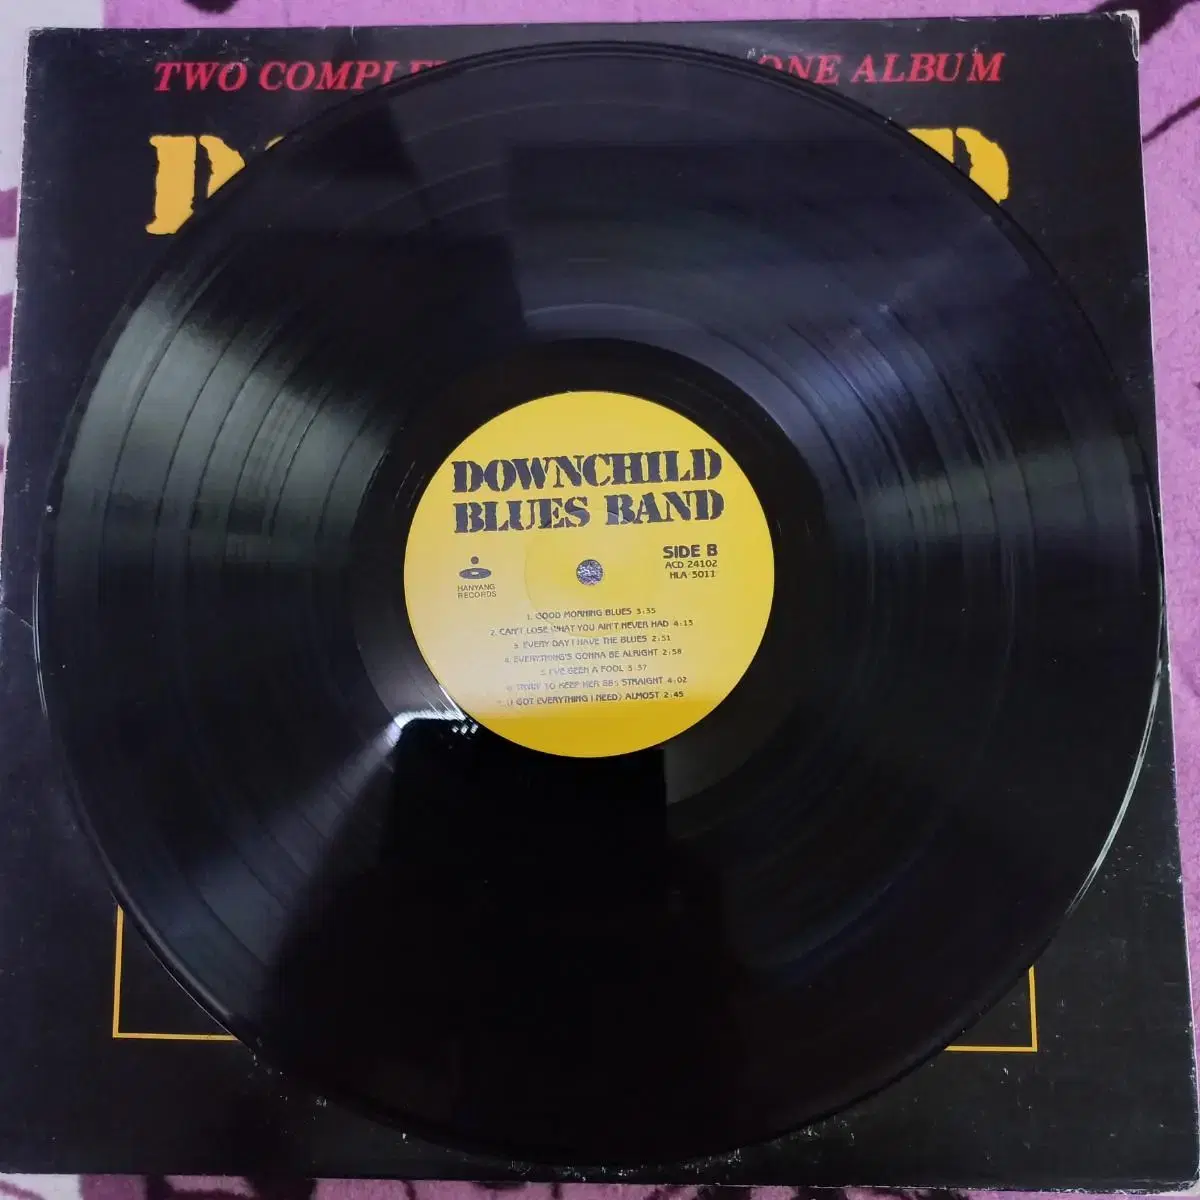 TWO COMPLE ONE ALBUM
D D
DOWNCHILD
BLUES BAND
SIDE B
ACD 24102
HLA-5011
HANYANG
RECORDS
1. GOOD MORNING BLUES 3:35
2. CAN'T LOSE WHAT YOU AIN'T NEVER HAD 4:13
3. EVERY DAY I HAVE THE BLUES 2:51
4. EVERYTHING'S GONNA BE ALRIGHT 2:58
5. I'VE BEEN A FOOL 3:37
6. TRYIN' TO KEEP HER 88s STRAIGHT 4:02
7. (I GOT EVERYTHING I NEED) ALMOST 2:45